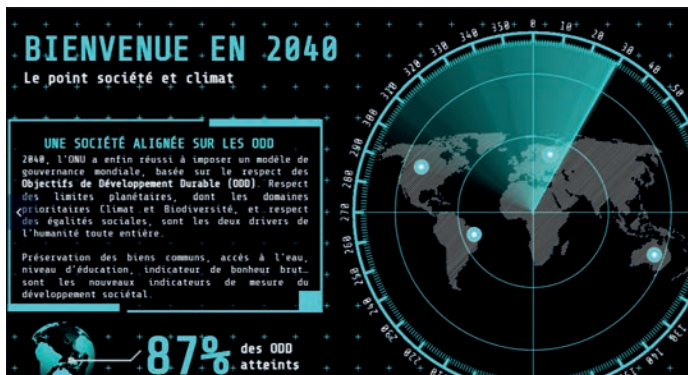 BIENVENUE EN 2040
Le point société et climat
UNE SOCIÉTÉ ALIGNÉE SUR LES ODD
2040, l'ONU a enfin réussi à imposer un modèle de
gouvernance mondiale, basée sur le respect des
Objectifs de Développement Durable (ODD). Respect
des limites planétaires, dont les domaines
prioritaires Climat et Biodiversité, et respect
des égalités sociales, sont les deux drivers de
l'humanité toute entière.
Préservation des biens communs, accès à l'eau,
niveau d'éducation, indicateur de bonheur brut…
sont les nouveaux indicateurs de mesure du
développement sociétal.
87% des ODD
atteints
220
240
250
260
270
280
290
300
310
320
330
340
350
0
10
20
30
40
50